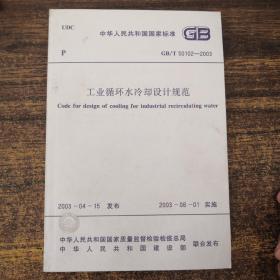 UDC
中华人民共和国国家标准 GB
P
GB/T 50102—2003
工业循环水冷却设计规范
Code for design of cooling for industrial recirculating water
2003-04-15 发布 2003-08-01 实施
中华人民共和国国家质量监督检验检疫总局
中华人民共和国建设部
联合发布